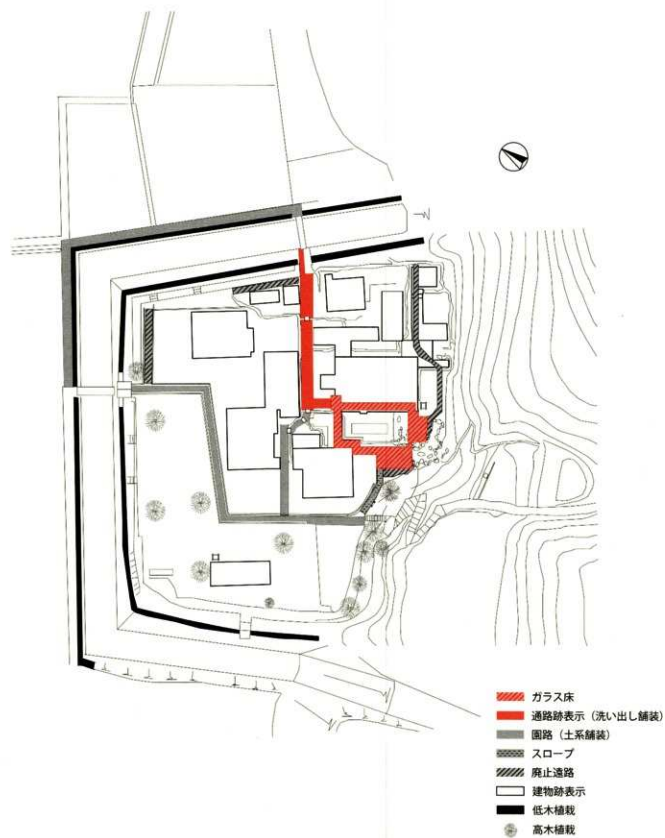 ガラス床
通路跡表示（洗い出し舗装）
園路（土系舗装）
スロープ
廃止遠路
建物跡表示
低木植栽
高木植栽